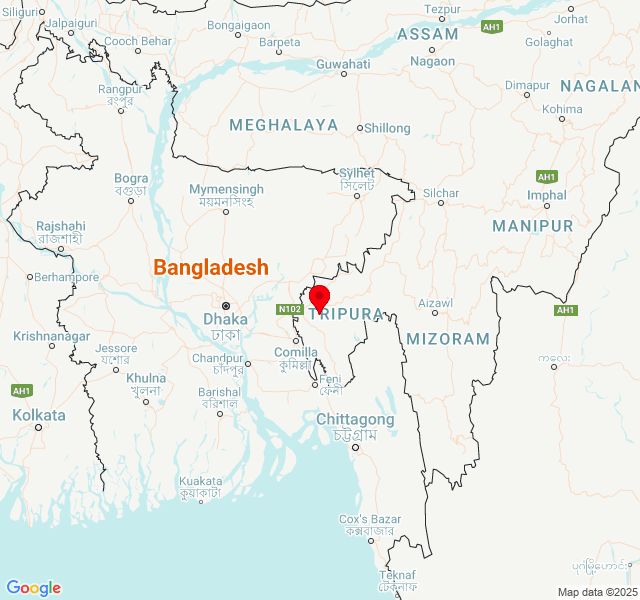 Siliguri
Jalpaiguri
Cooch Behar
Bongaigaon
Barpeta
Guwahati
Tezpur
ASSAM
Nagaon
AH1
Jorhat
Golaghat
Dimapur
NAGALAN
Kohima
Rangpur
রংপুর
MEGHALAYA
Shillong
Bogra
বগুড়া
Mymensingh
ময়মনসিংহ
Sylhet
সিলেট
Silchar
AH1
Imphal
MANIPUR
Rajshahi
রাজশাহী
Berhampore
Bangladesh
Dhaka
ঢাকা
N102
TRIPURA
Aizawl
MIZORAM
AH1
Krishnanagar
Jessore
যশোর
Chandpur
চাঁদপুর
Comilla
কুমিল্লা
Feni
ফেনী
ကလေး
AH1
Kolkata
Khulna
খুলনা
Barishal
বরিশাল
Chittagong
চট্টগ্রাম
Kuakata
কুয়াকাটা
Cox's Bazar
কক্সবাজার
Teknaf
টেকনাফ
Google
Map data ©2025